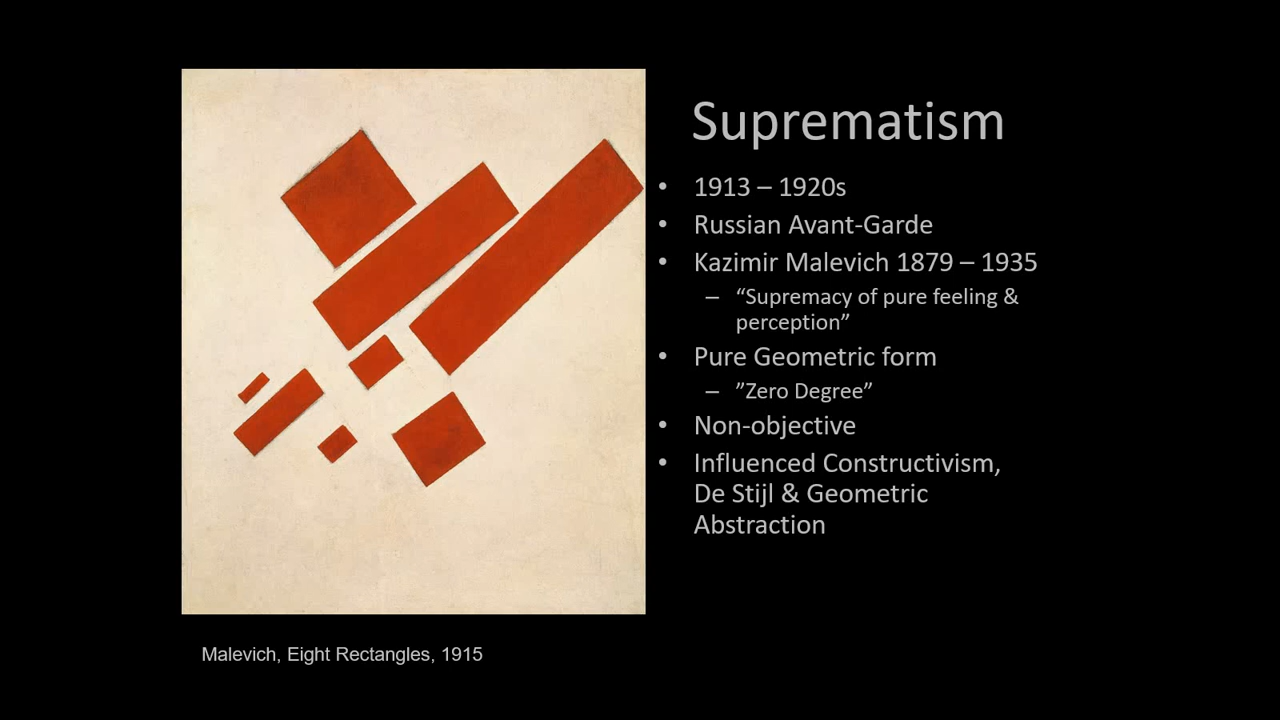 Suprematism
• 1913 – 1920s
• Russian Avant-Garde
• Kazimir Malevich 1879 – 1935
– “Supremacy of pure feeling &
perception”
• Pure Geometric form
– ”Zero Degree”
• Non-objective
• Influenced Constructivism,
De Stijl & Geometric
Abstraction
Malevich, Eight Rectangles, 1915